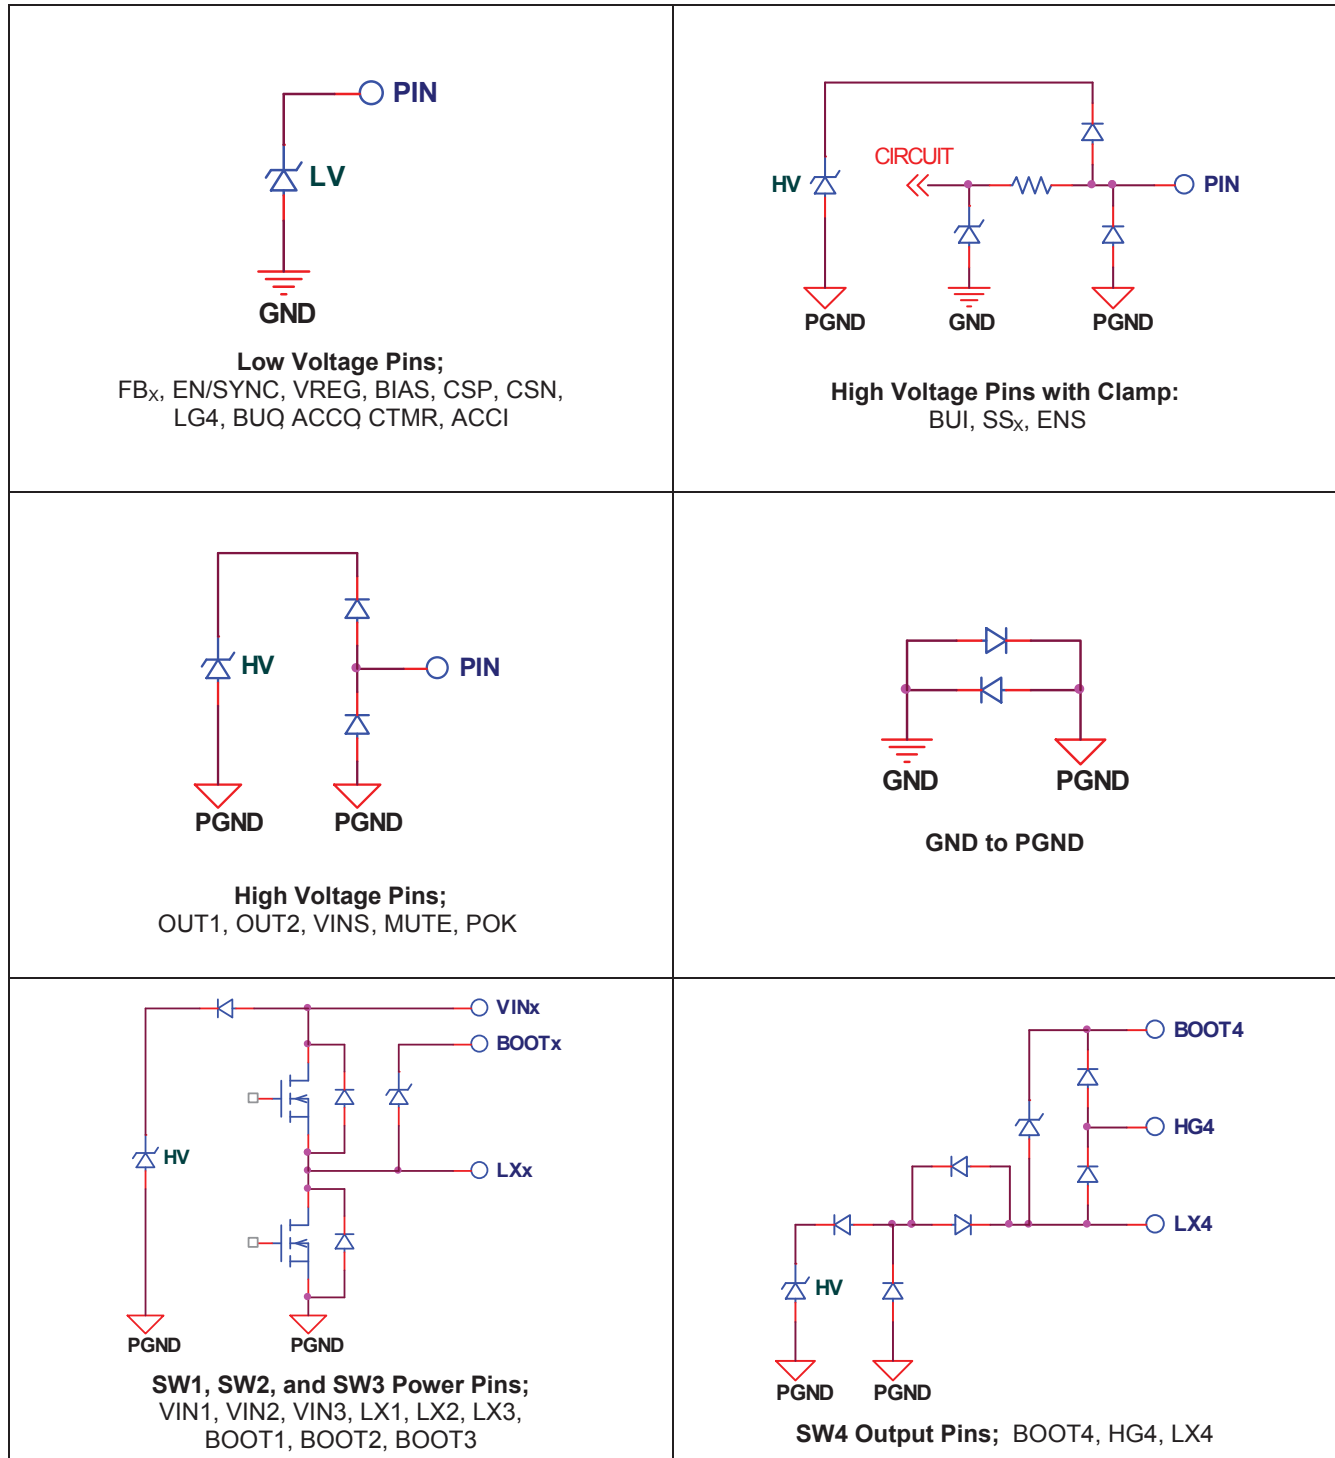 PIN
LV
GND
Low Voltage Pins;
FBX, EN/SYNC, VREG, BIAS, CSP, CSN,
LG4, BUO, ACCO, CTMR, ACCI
CIRCUIT
HV
PIN
PGND
GND
PGND
High Voltage Pins with Clamp:
BUI, SSX, ENS
HV
PIN
PGND
PGND
High Voltage Pins;
OUT1, OUT2, VINS, MUTE, POK
GND
PGND
GND to PGND
VINx
BOOTx
HV
LXx
PGND
PGND
SW1, SW2, and SW3 Power Pins;
VIN1, VIN2, VIN3, LX1, LX2, LX3,
BOOT1, BOOT2, BOOT3
BOOT4
HG4
LX4
HV
PGND
PGND
SW4 Output Pins; BOOT4, HG4, LX4